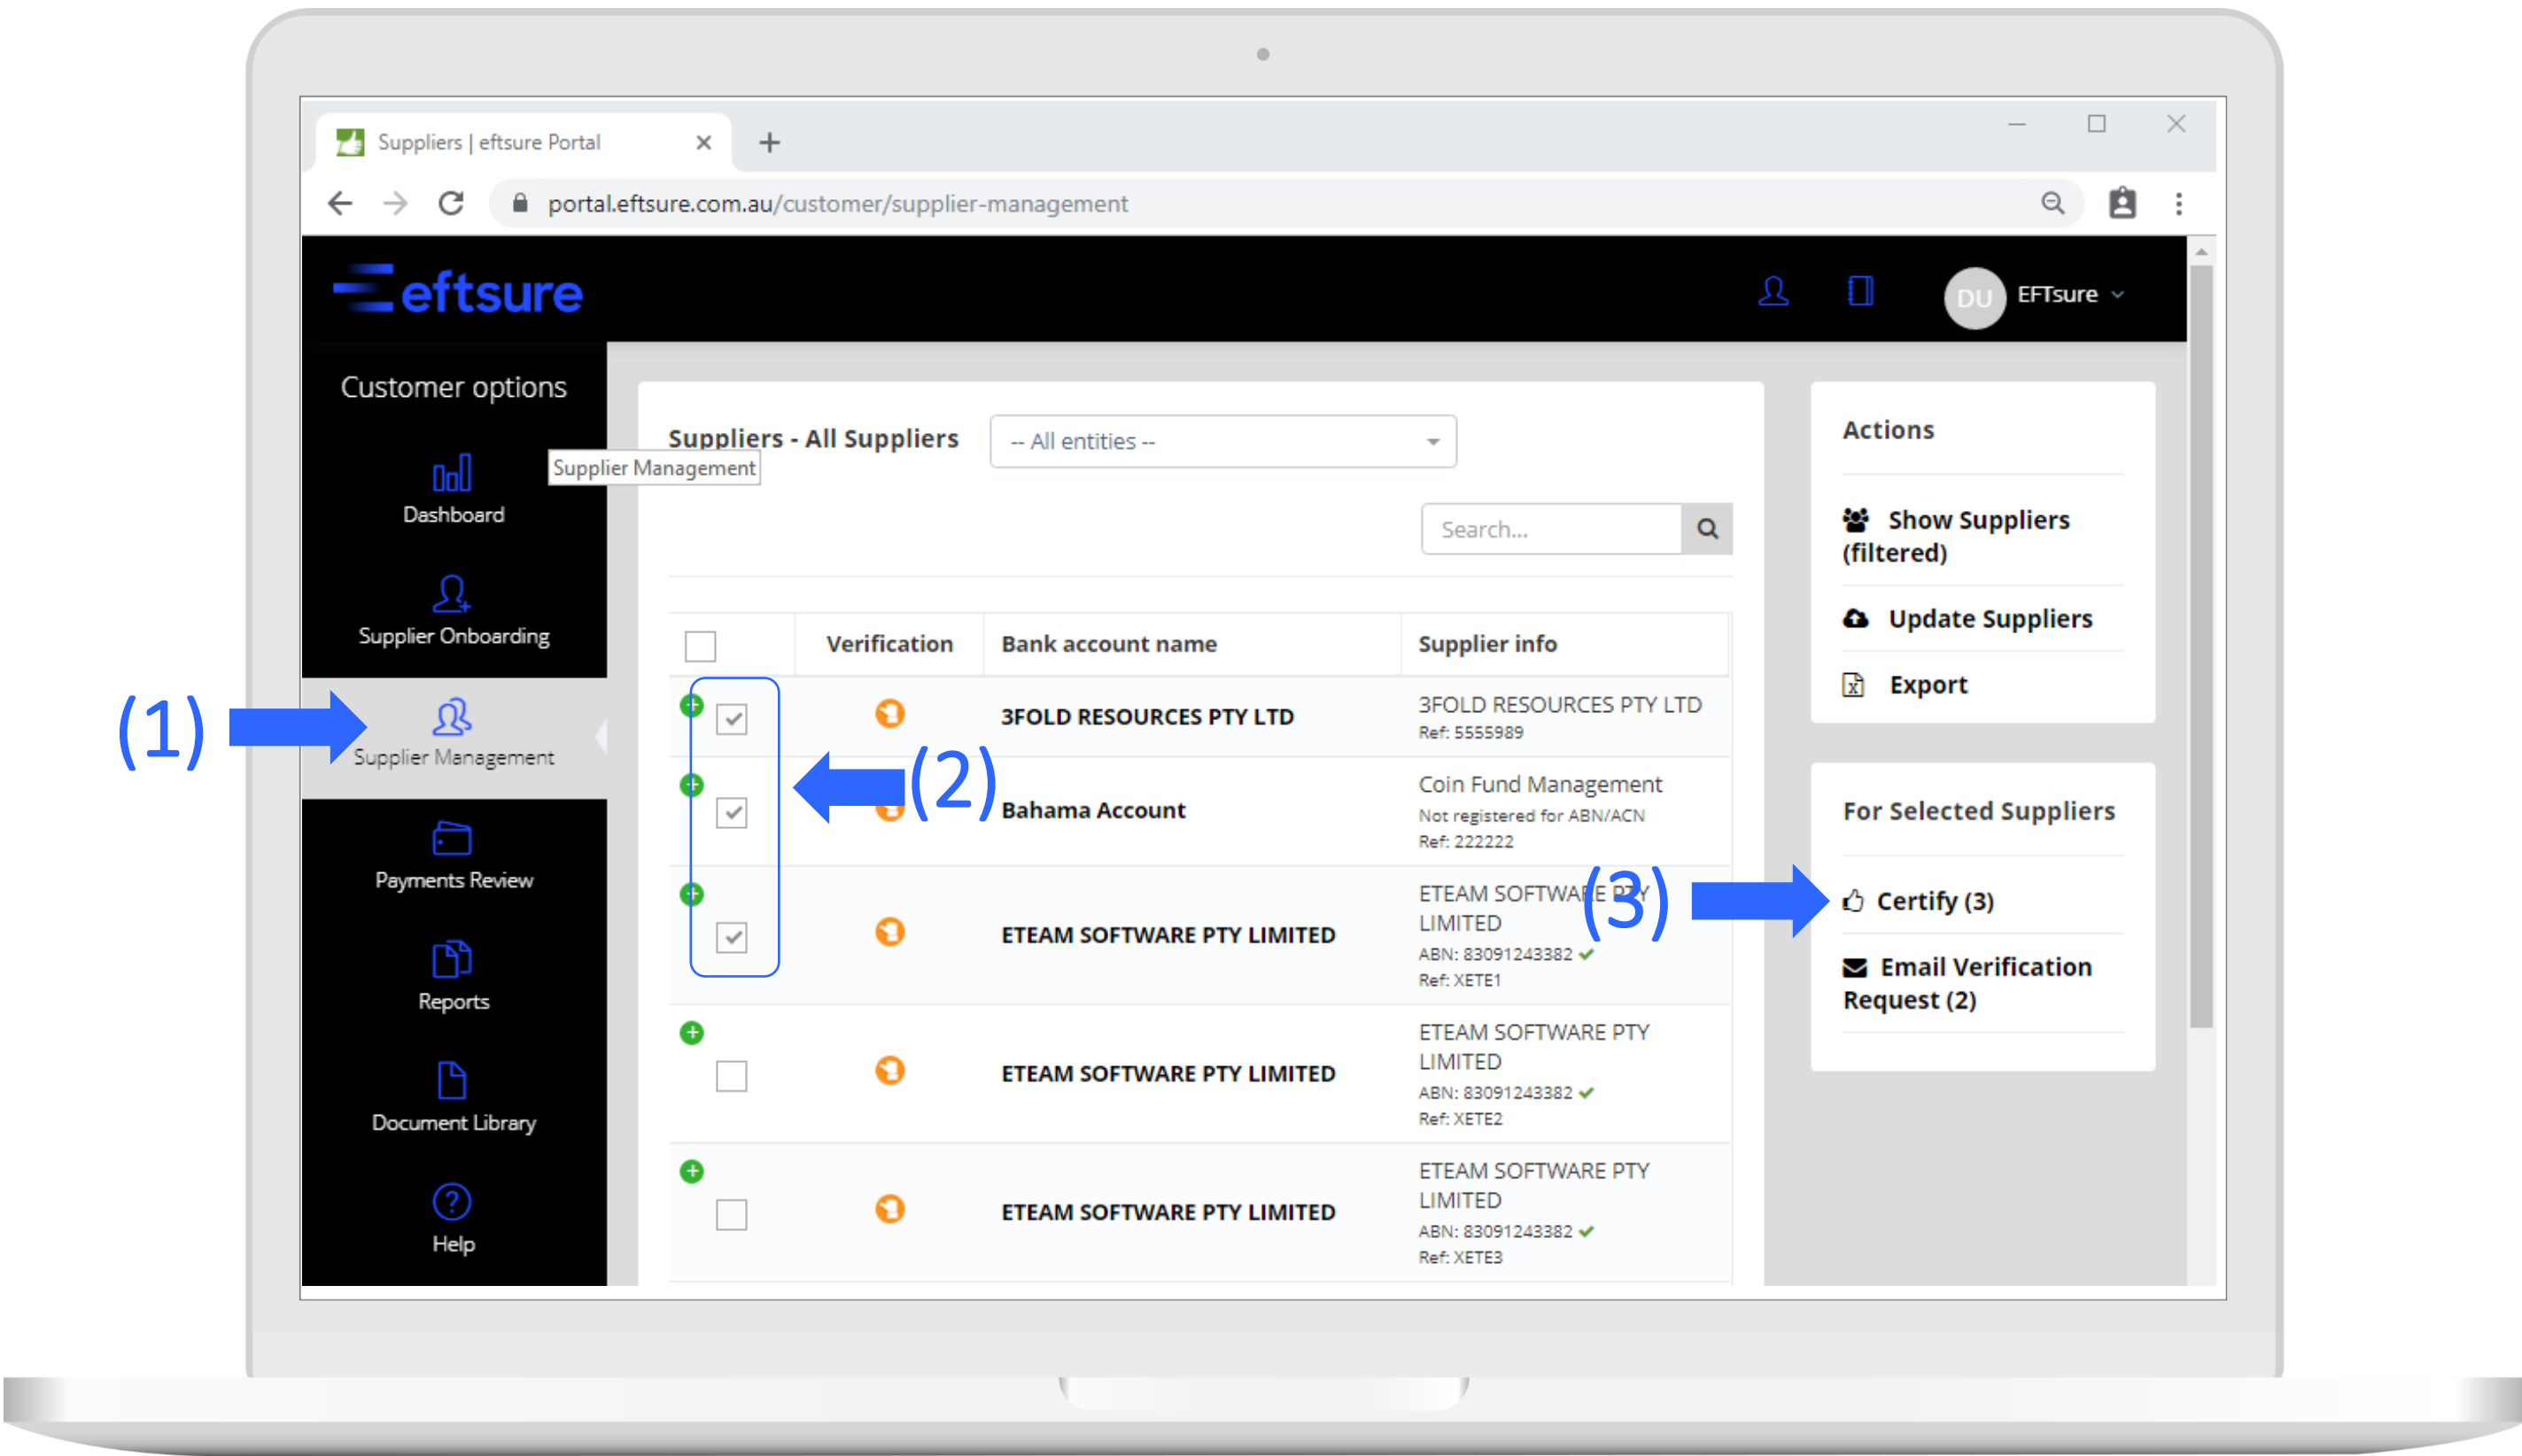 Suppliers | eftsure Portal
portal.eftsure.com.au/customer/supplier-management
eftsure
DU
EFTsure
Customer options
Dashboard
Supplier Onboarding
(1)
Supplier Management
Payments Review
Reports
Document Library
Help
Suppliers - All Suppliers
-- All entities --
Supplier Management
Search...
Verification
Bank account name
Supplier info
3FOLD RESOURCES PTY LTD
3FOLD RESOURCES PTY LTD
Ref: 5555989
(2)
Bahama Account
Coin Fund Management
Not registered for ABN/ACN
Ref: 222222
ETEAM SOFTWARE PTY LIMITED
ETEAM SOFTWARE PTY
LIMITED
ABN: 83091243382
Ref: XETE1
ETEAM SOFTWARE PTY LIMITED
ETEAM SOFTWARE PTY
LIMITED
ABN: 83091243382
Ref: XETE2
ETEAM SOFTWARE PTY LIMITED
ETEAM SOFTWARE PTY
LIMITED
ABN: 83091243382
Ref: XETE3
Actions
Show Suppliers
(filtered)
Update Suppliers
Export
For Selected Suppliers
(3)
Certify (3)
Email Verification
Request (2)